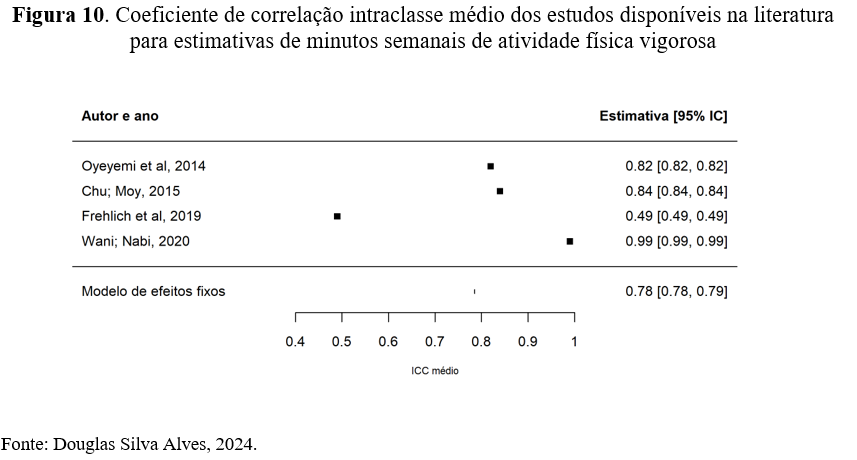 Figura 10. Coeficiente de correlação intraclasse médio dos estudos disponíveis na literatura
para estimativas de minutos semanais de atividade física vigorosa
Autor e ano Estimativa [95% IC]
Oyeyemi et al, 2014 0.82 [0.82, 0.82]
Chu; Moy, 2015 0.84 [0.84, 0.84]
Frehlich et al, 2019 0.49 [0.49, 0.49]
Wani; Nabi, 2020 0.99 [0.99, 0.99]
Modelo de efeitos fixos 0.78 [0.78, 0.79]
0.4 0.5 0.6 0.7 0.8 0.9 1
ICC médio
Fonte: Douglas Silva Alves, 2024.